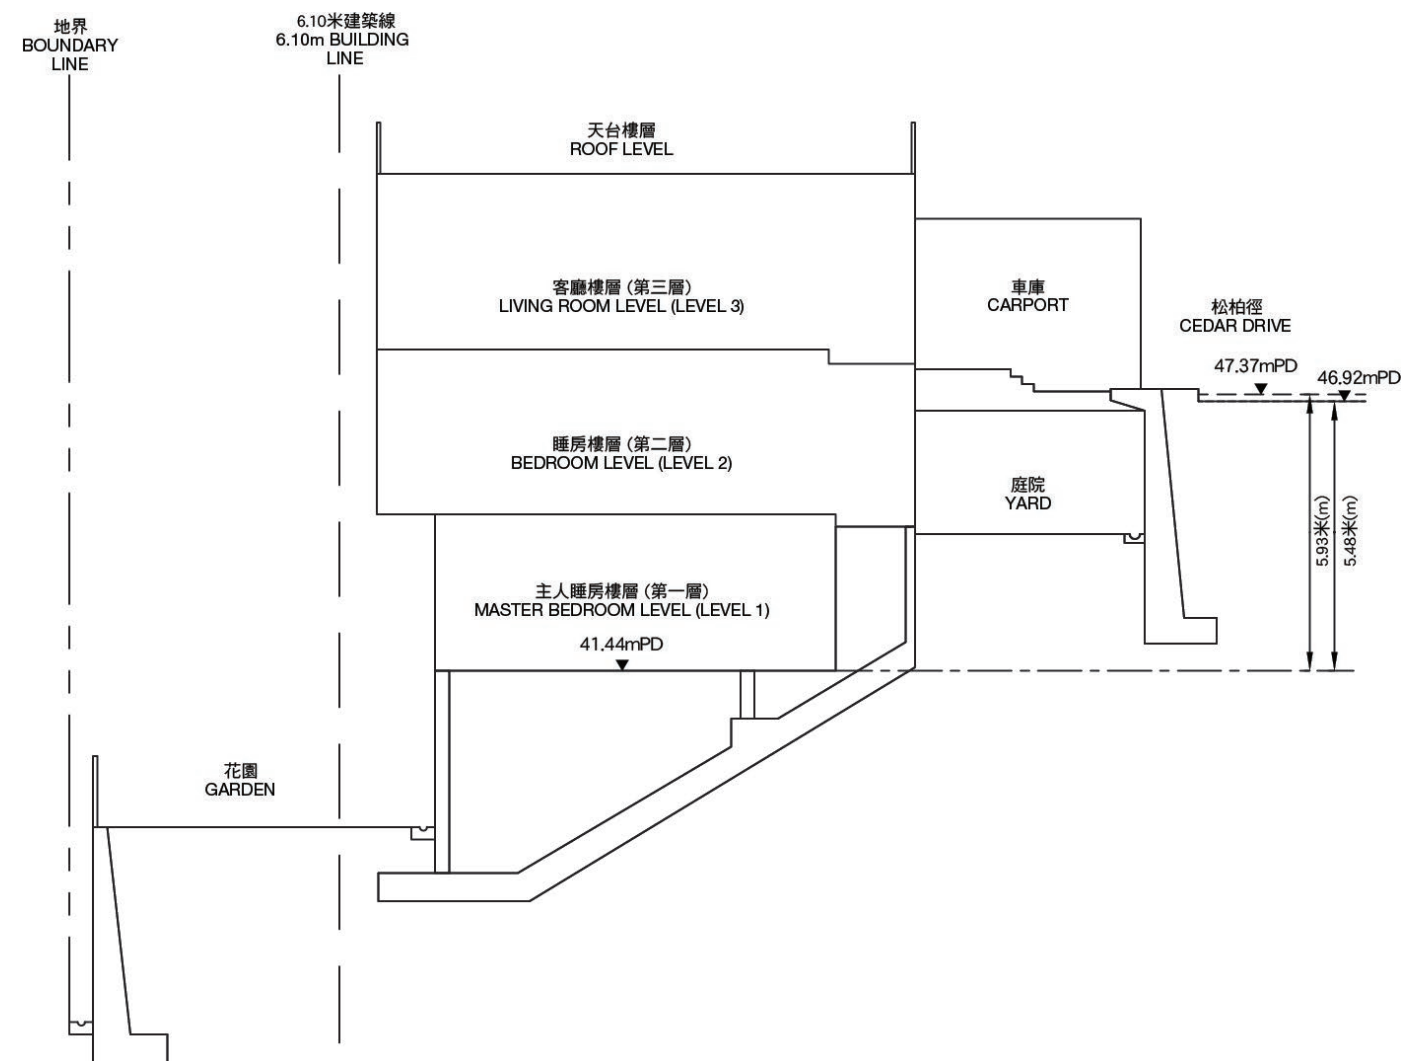 地界
BOUNDARY
LINE
6.10米建築線
6.10m BUILDING
LINE
天台樓層
ROOF LEVEL
客廳樓層 (第三層)
LIVING ROOM LEVEL (LEVEL 3)
車庫
CARPORT
松柏徑
CEDAR DRIVE
47.37mPD
46.92mPD
睡房樓層 (第二層)
BEDROOM LEVEL (LEVEL 2)
庭院
YARD
5.93米(m)
5.48米(m)
主人睡房樓層 (第一層)
MASTER BEDROOM LEVEL (LEVEL 1)
41.44mPD
花園
GARDEN